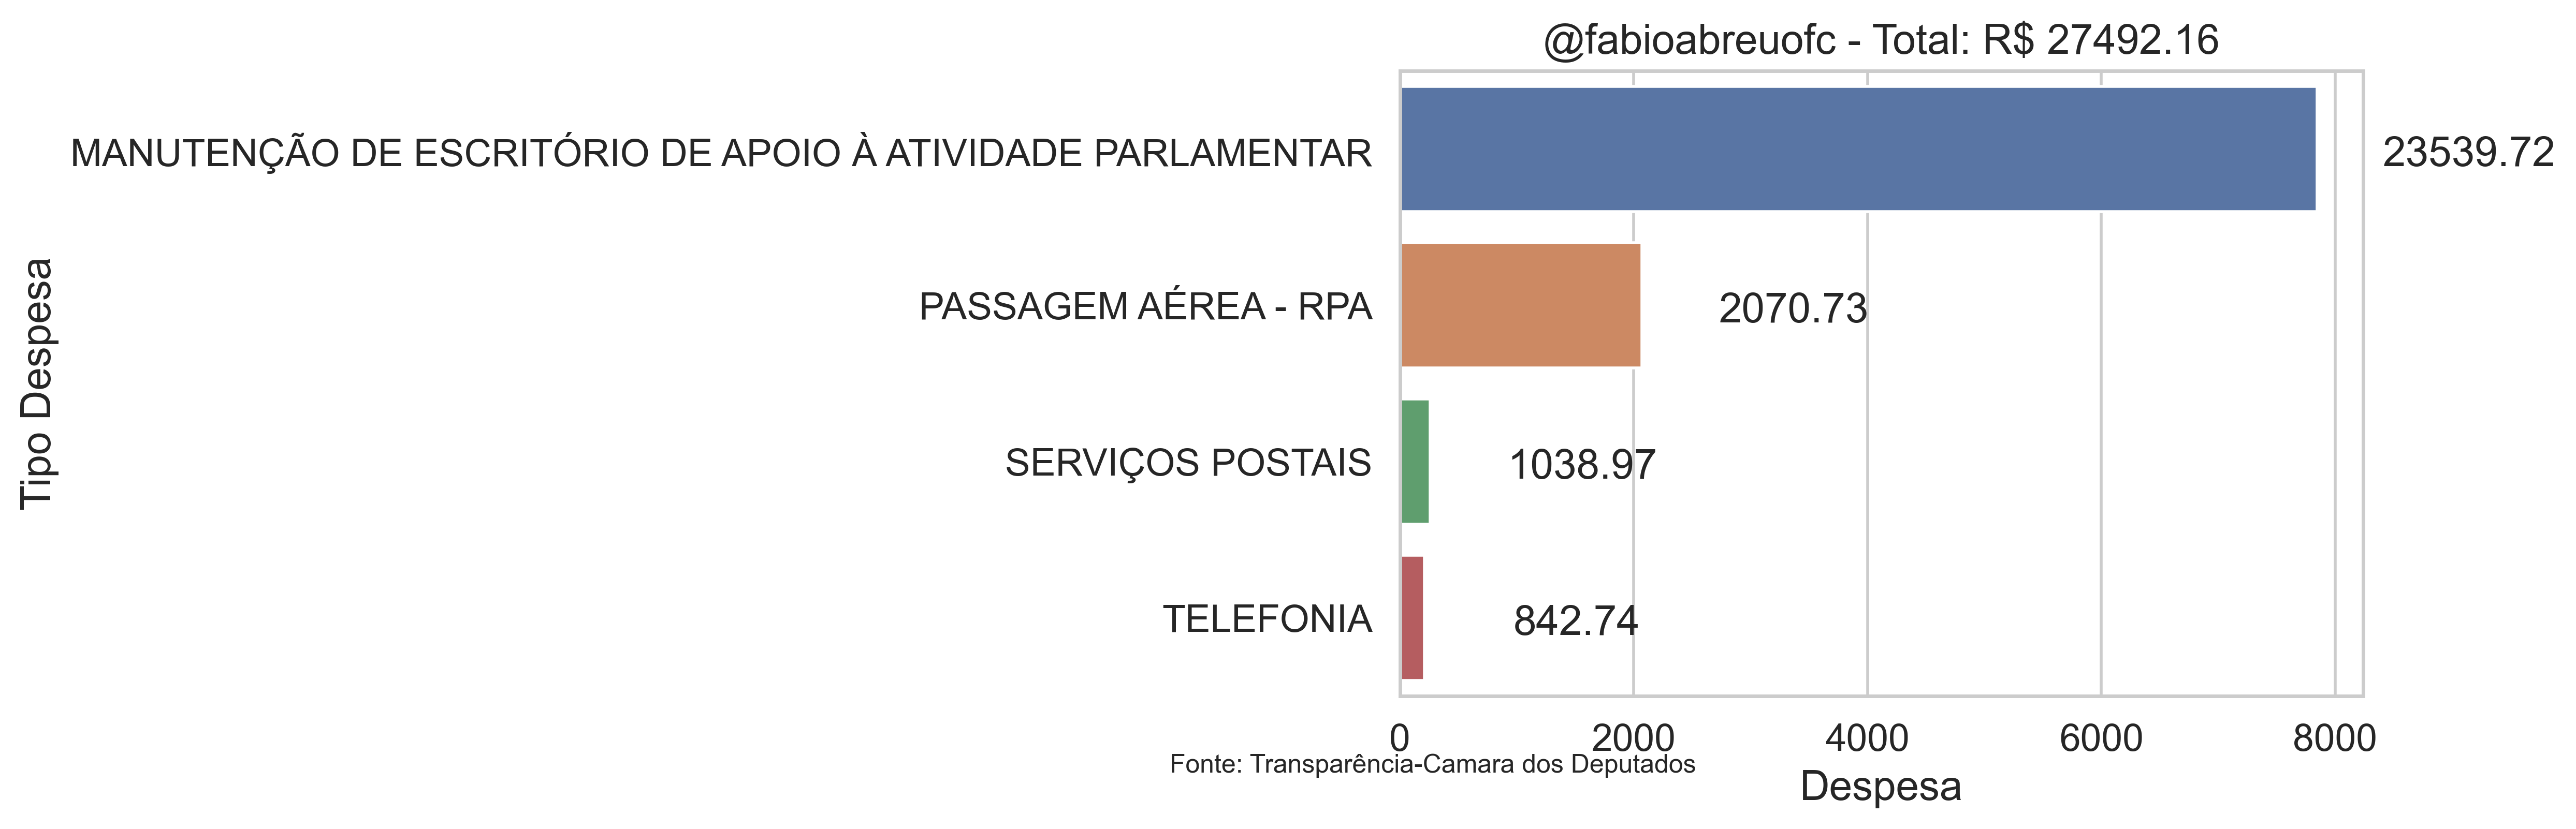 @fabioabreuofc - Total: R$ 27492.16
MANUTENÇÃO DE ESCRITÓRIO DE APOIO À ATIVIDADE PARLAMENTAR
23539.72
PASSAGEM AÉREA - RPA
2070.73
SERVIÇOS POSTAIS
1038.97
TELEFONIA
842.74
Tipo Despesa
0 2000 4000 6000 8000
Fonte: Transparência-Camara dos Deputados
Despesa